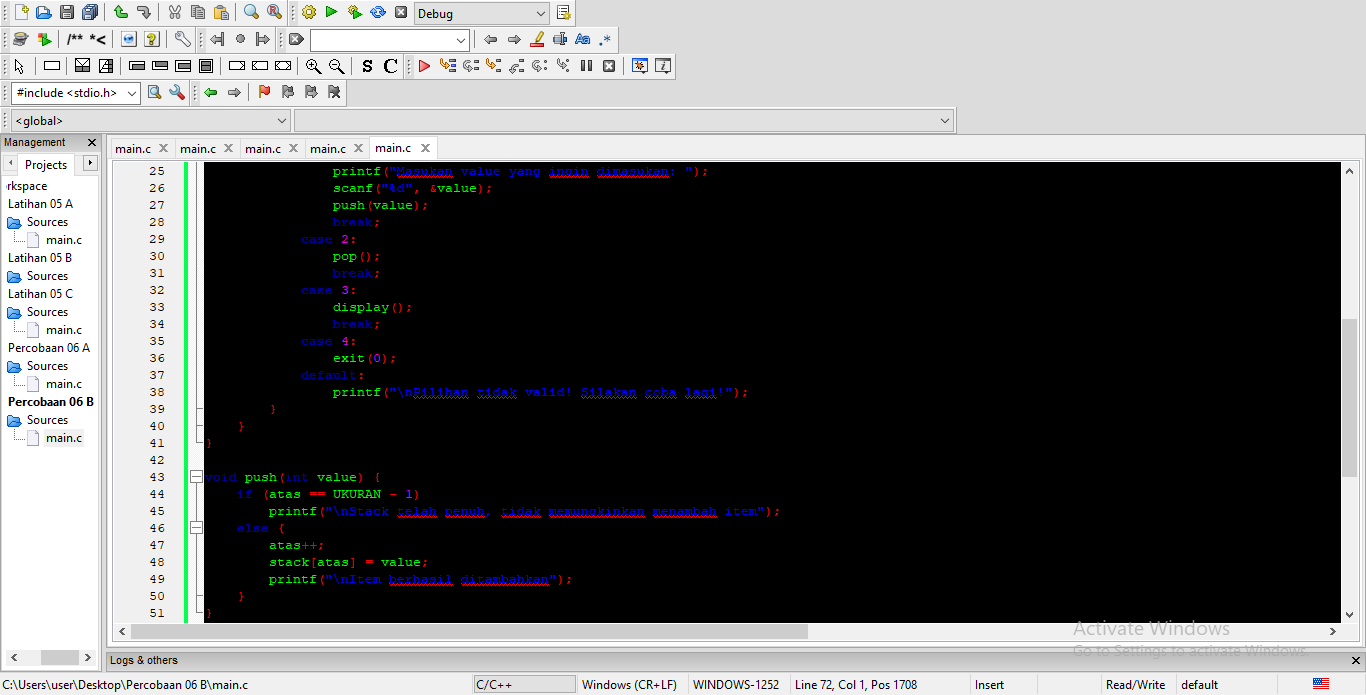 Debug
/** *<
Aa .*
S C
#include <stdio.h>
<global>
Management
Projects
main.c main.c main.c main.c main.c
rkspace
Latihan 05 A
Sources
main.c
Latihan 05 B
Sources
Latihan 05 C
Sources
main.c
Percobaan 06 A
Sources
main.c
Percobaan 06 B
Sources
main.c
25 printf("Masukan value yang ingin dimasukan: ");
26 scanf("%d", &value);
27 push(value);
28 break;
29 case 2:
30 pop();
31 break;
32 case 3:
33 display();
34 break;
35 case 4:
36 exit(0);
37 default:
38 printf("\nPilihan tidak valid! Silakan coba lagi!");
39 }
40 }
41 }
42
43 void push(int value) {
44 if (atas == UKURAN - 1)
45 printf("\nStack telah penuh, tidak memungkinkan menambah item");
46 else {
47 atas++;
48 stack[atas] = value;
49 printf("\nItem berhasil ditambahkan");
50 }
51 }
Activate Windows
Go to Settings to activate Windows.
Logs & others
C:\Users\user\Desktop\Percobaan 06 B\main.c C/C++ Windows (CR+LF) WINDOWS-1252 Line 72, Col 1, Pos 1708 Insert Read/Write default